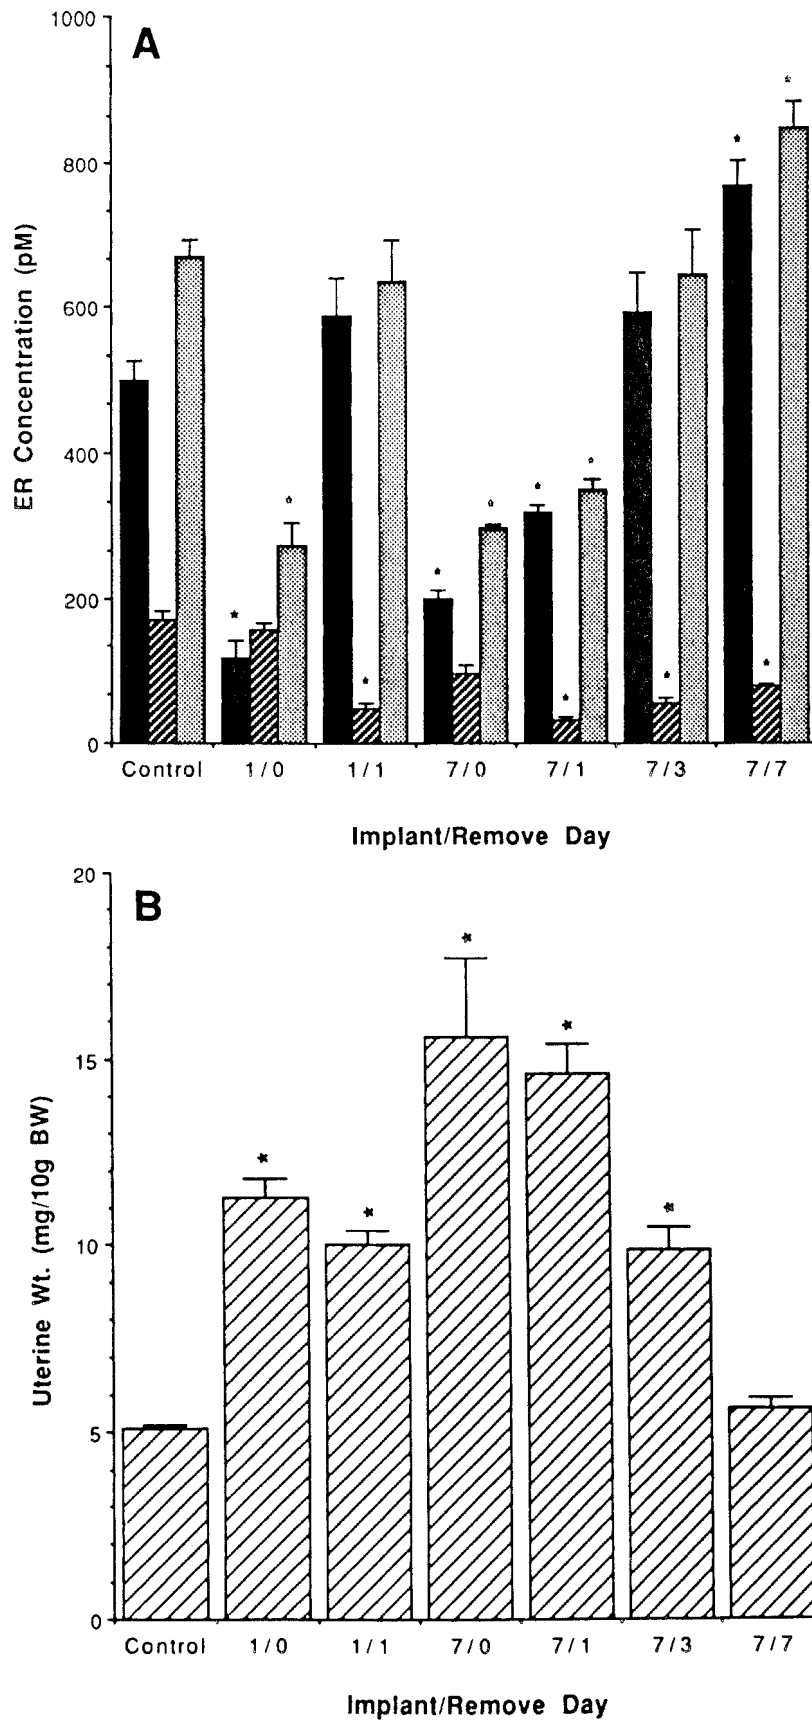 A
1000
800
600
400
200
0
ER Concentration (pM)
* * * * * * * * * * * *
Control 1/0 1/1 7/0 7/1 7/3 7/7
Implant/Remove Day
B
20
15
10
5
0
Uterine Wt. (mg/10g BW)
* * * * *
Control 1/0 1/1 7/0 7/1 7/3 7/7
Implant/Remove Day